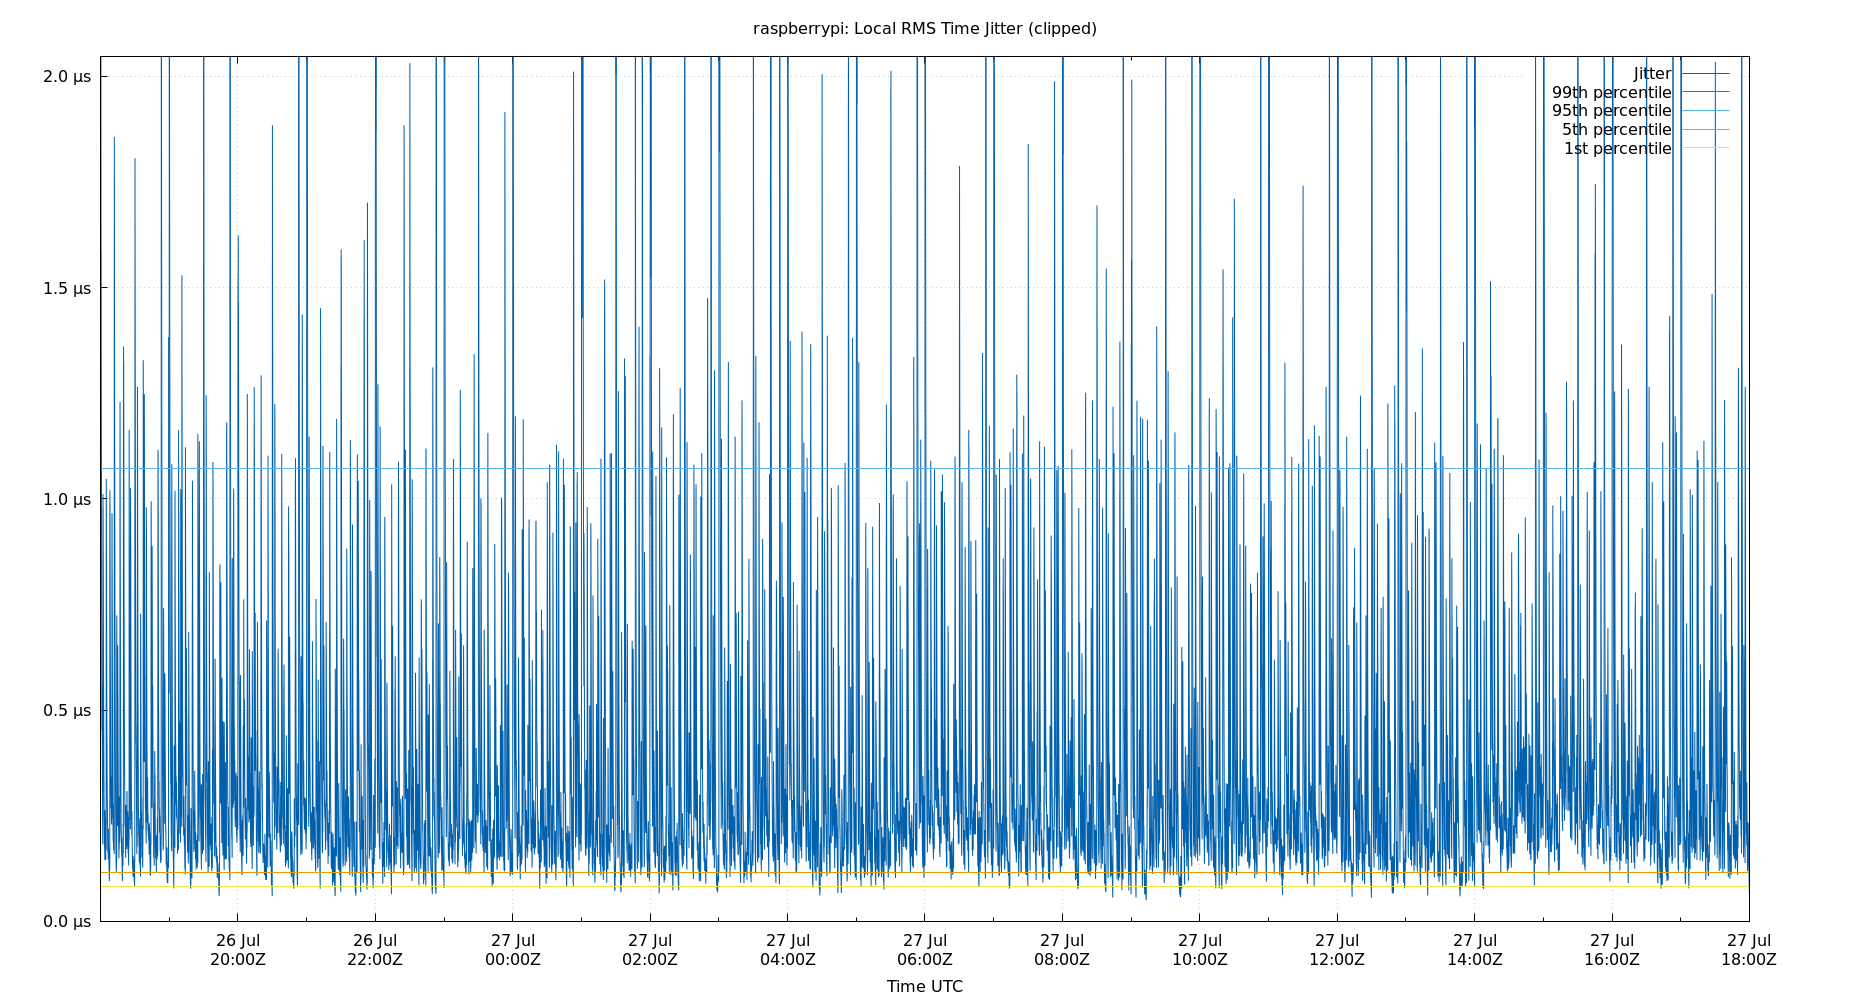 raspberrypi: Local RMS Time Jitter (clipped)
2.0 µs
1.5 µs
1.0 µs
0.5 µs
0.0 µs
Jitter
99th percentile
95th percentile
5th percentile
1st percentile
26 Jul
20:00Z
26 Jul
22:00Z
27 Jul
00:00Z
27 Jul
02:00Z
27 Jul
04:00Z
27 Jul
06:00Z
27 Jul
08:00Z
27 Jul
10:00Z
27 Jul
12:00Z
27 Jul
14:00Z
27 Jul
16:00Z
27 Jul
18:00Z
Time UTC